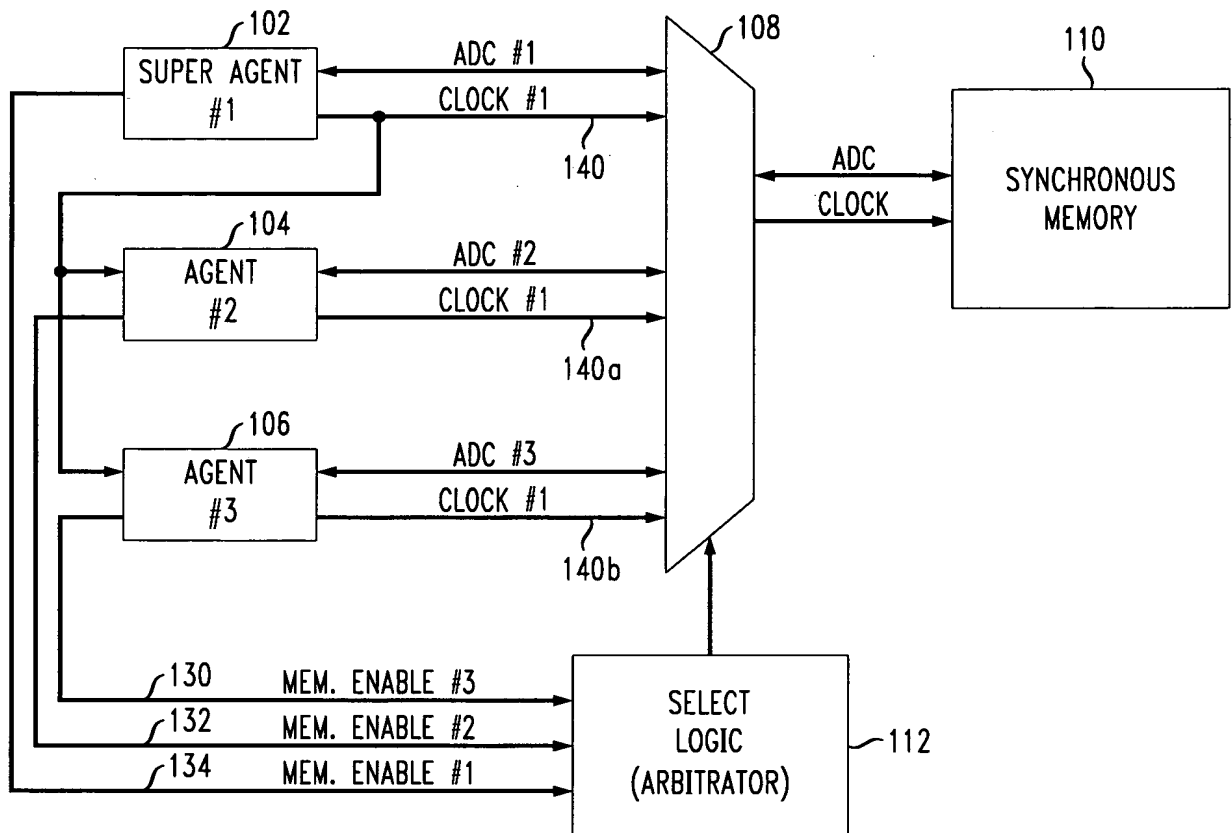 102
SUPER AGENT
#1
ADC #1
CLOCK #1
140
108
110
SYNCHRONOUS
MEMORY
ADC
CLOCK
104
AGENT
#2
ADC #2
CLOCK #1
140a
106
AGENT
#3
ADC #3
CLOCK #1
140b
130
MEM. ENABLE #3
132
MEM. ENABLE #2
134
MEM. ENABLE #1
SELECT
LOGIC
(ARBITRATOR)
112